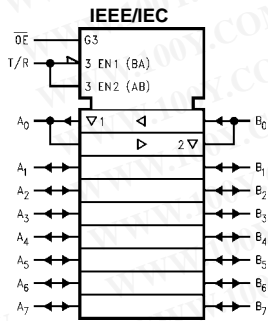 IEEE/IEC
OE G3
T/R 3 EN1 (BA)
3 EN2 (AB)
A0 ▽1 ◁ B0
▷ 2▽
A1 B1
A2 B2
A3 B3
A4 B4
A5 B5
A6 B6
A7 B7